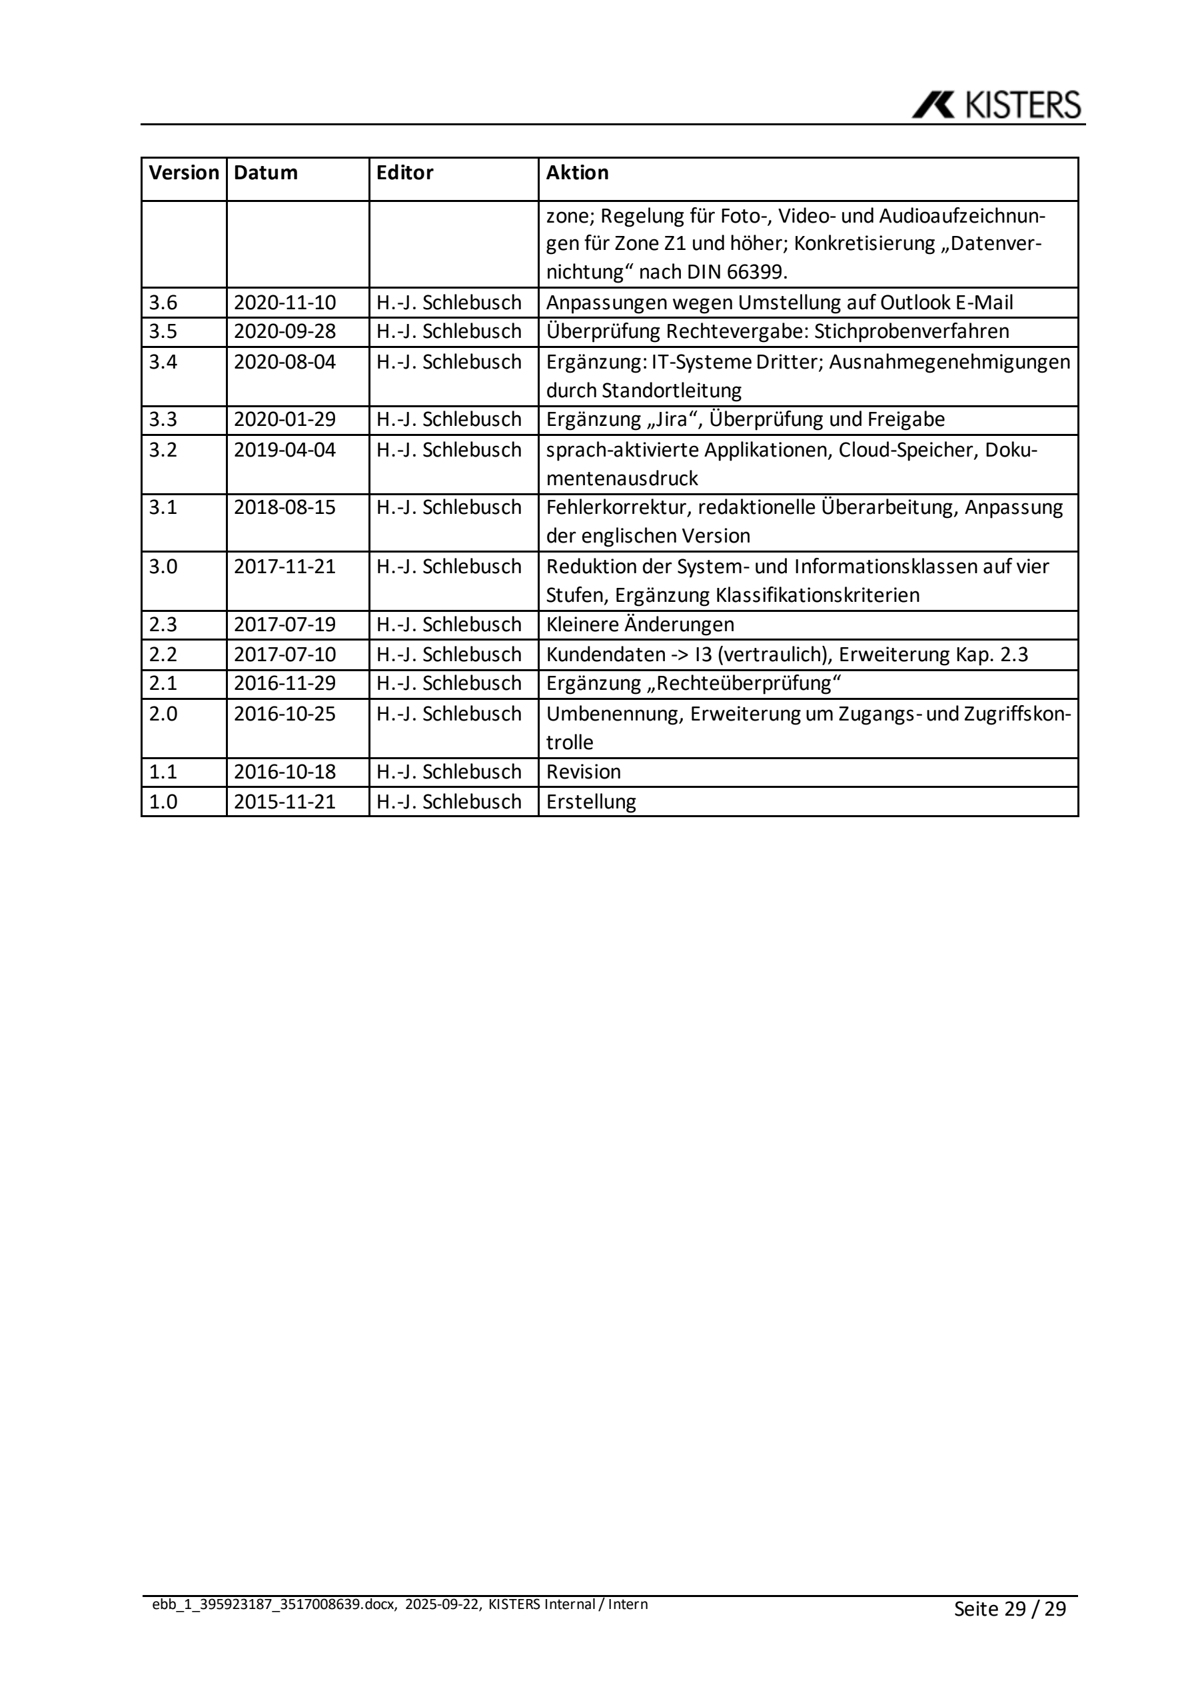 KISTERS
Version Datum Editor Aktion
zone; Regelung für Foto-, Video- und Audioaufzeichnun-
gen für Zone Z1 und höher; Konkretisierung „Datenver-
nichtung“ nach DIN 66399.
3.6 2020-11-10 H.-J. Schlebusch Anpassungen wegen Umstellung auf Outlook E-Mail
3.5 2020-09-28 H.-J. Schlebusch Überprüfung Rechtevergabe: Stichprobenverfahren
3.4 2020-08-04 H.-J. Schlebusch Ergänzung: IT-Systeme Dritter; Ausnahmegenehmigungen
durch Standortleitung
3.3 2020-01-29 H.-J. Schlebusch Ergänzung „Jira“, Überprüfung und Freigabe
3.2 2019-04-04 H.-J. Schlebusch sprach-aktivierte Applikationen, Cloud-Speicher, Doku-
mentenausdruck
3.1 2018-08-15 H.-J. Schlebusch Fehlerkorrektur, redaktionelle Überarbeitung, Anpassung
der englischen Version
3.0 2017-11-21 H.-J. Schlebusch Reduktion der System- und Informationsklassen auf vier
Stufen, Ergänzung Klassifikationskriterien
2.3 2017-07-19 H.-J. Schlebusch Kleinere Änderungen
2.2 2017-07-10 H.-J. Schlebusch Kundendaten -> I3 (vertraulich), Erweiterung Kap. 2.3
2.1 2016-11-29 H.-J. Schlebusch Ergänzung „Rechteüberprüfung“
2.0 2016-10-25 H.-J. Schlebusch Umbenennung, Erweiterung um Zugangs- und Zugriffskon-
trolle
1.1 2016-10-18 H.-J. Schlebusch Revision
1.0 2015-11-21 H.-J. Schlebusch Erstellung
ebb_1_395923187_3517008639.docx, 2025-09-22, KISTERS Internal / Intern
Seite 29 / 29